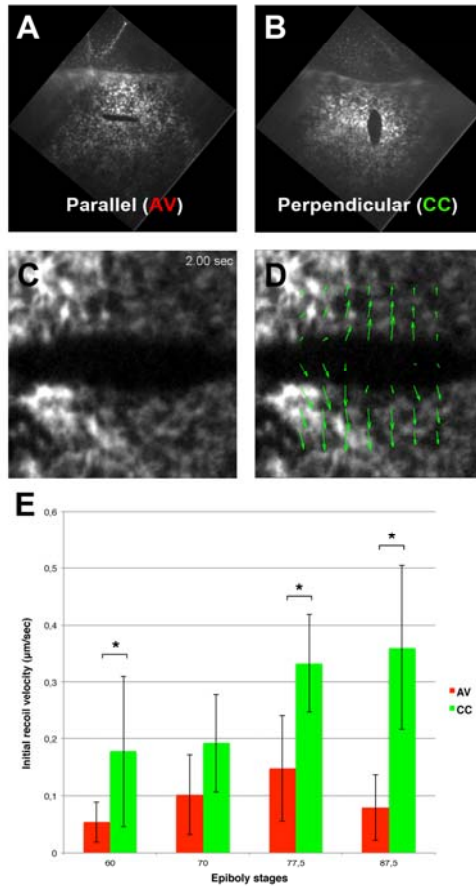 A
B
Parallel (AV)
Perpendicular (CC)
C
2.00 sec
D
E
Initial recoil velocity (µm/sec)
0,6
0,5
0,4
0,3
0,2
0,1
0
*
*
*
AV
CC
60
70
77,5
87,5
Epiboly stages